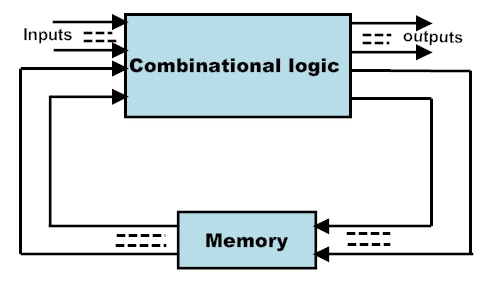 Inputs
outputs
Combinational logic
Memory